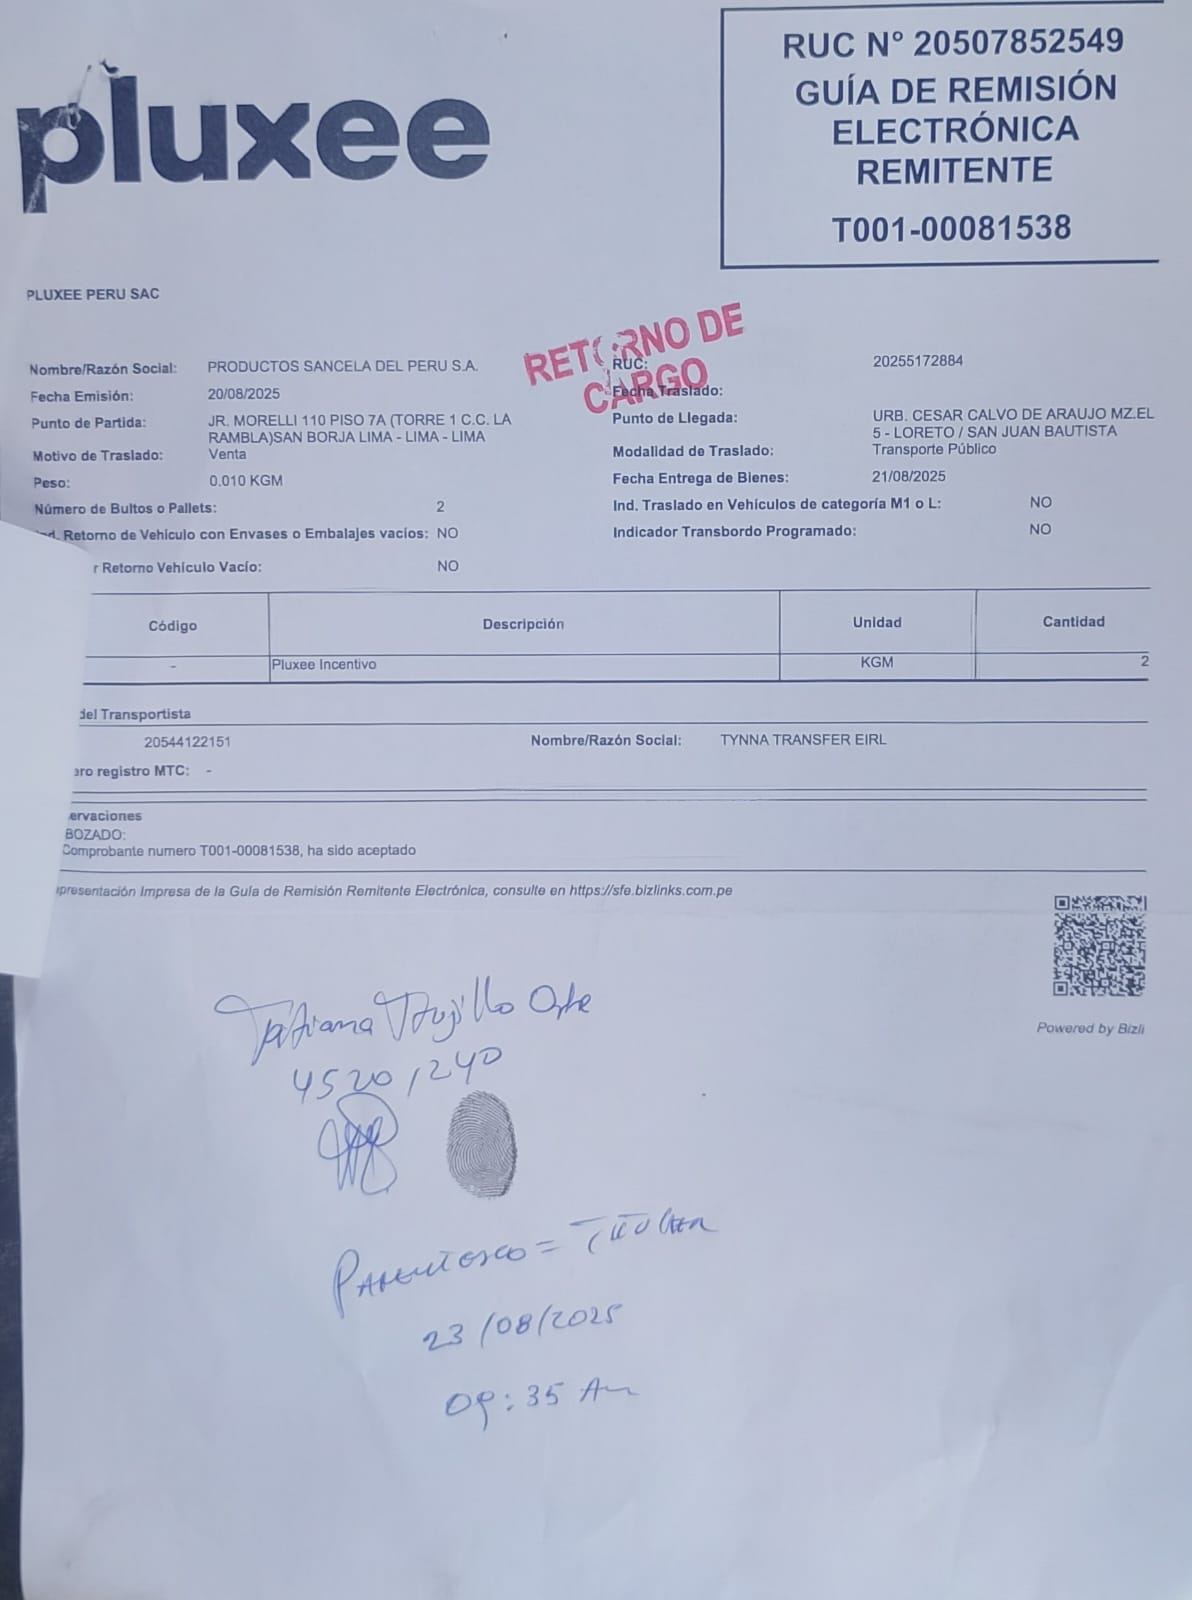 pluxee
RUC N° 20507852549
GUÍA DE REMISIÓN
ELECTRÓNICA
REMITENTE
T001-00081538
PLUXEE PERU SAC
RETORNO DE
CARGO
Nombre/Razón Social: PRODUCTOS SANCELA DEL PERU S.A.
RUC: 20255172884
Fecha Emisión: 20/08/2025
Fecha Traslado:
Punto de Partida: JR. MORELLI 110 PISO 7A (TORRE 1 C.C. LA
RAMBLA)SAN BORJA LIMA - LIMA - LIMA
Punto de Llegada: URB. CESAR CALVO DE ARAUJO MZ.EL
5 - LORETO / SAN JUAN BAUTISTA
Motivo de Traslado: Venta
Modalidad de Traslado: Transporte Público
Peso: 0.010 KGM
Fecha Entrega de Bienes: 21/08/2025
Número de Bultos o Pallets: 2
Ind. Traslado en Vehículos de categoría M1 o L: NO
Retorno de Vehículo con Envases o Embalajes vacíos: NO
Indicador Transbordo Programado: NO
r Retorno Vehículo Vacío: NO
Código Descripción Unidad Cantidad
- Pluxee Incentivo KGM 2
del Transportista
20544122151 Nombre/Razón Social: TYNNA TRANSFER EIRL
ero registro MTC: -
ervaciones
BOZADO:
Comprobante numero T001-00081538, ha sido aceptado
presentación Impresa de la Guía de Remisión Remitente Electrónica, consulte en https://sfe.bizlinks.com.pe
Powered by Bizli
Tatiana Trujillo
45201240
Parentesco = Titular
23/08/2025
09:35 Am